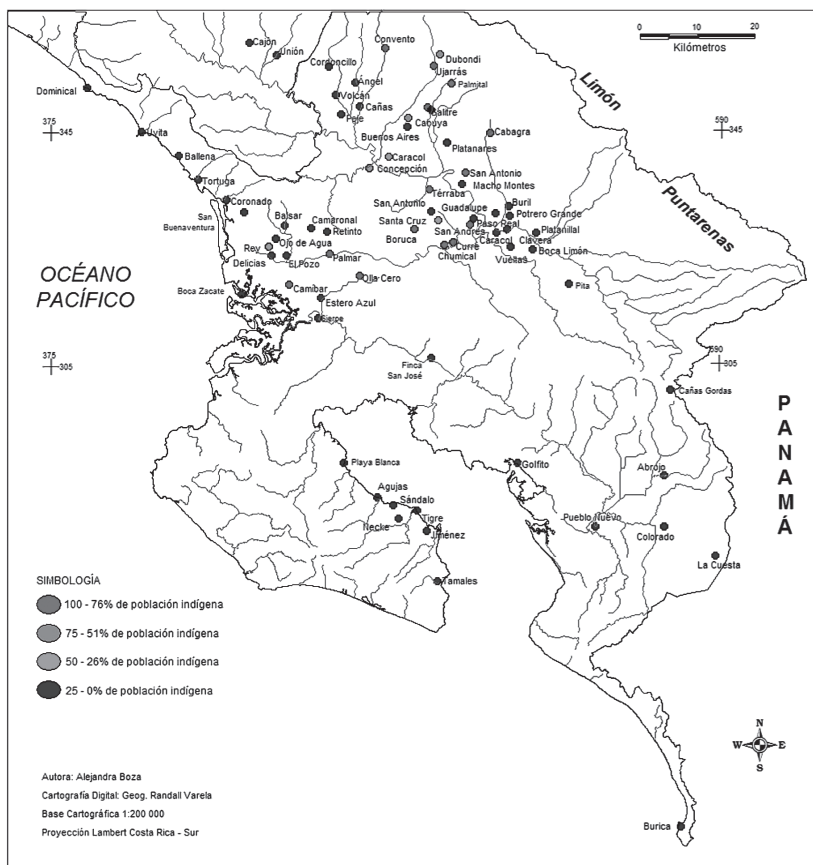 10 0 10 20
Kilómetros
Cajón
Unión
Convento
Dubondi
Ujarrás
Palmital
Cordoncillo
Ángel
Volcán
Cañas
Peje
Salitre
Cabuya
Buenos Aires
Cabagra
Platanares
Limón
Dominical
375
345
590
345
Uvita
Ballena
Tortuga
Caracol
Concepción
San Antonio
Macho Montes
Térraba
Puntarenas
Coronado
San
Buenaventura
Balsar
Camaronal
Retinto
San Antonio
Guadalupe
Buril
Potrero Grande
Santa Cruz
Paso Real
Platanillal
Ojo de Agua
Boruca
San Andrés
Rey
Curré
Caracol
Clavera
Delicias
El Pozo
Palmar
Chumical
Vueltas
Boca Limón
OCÉANO
PACÍFICO
Olla Cero
Pita
Boca Zacate
Camíbar
Estero Azul
Sierpe
375
305
590
305
Finca
San José
Cañas Gordas
PANAMÁ
Playa Blanca
Golfito
Abrojo
Agujas
Sándalo
Tigre
Necke
Jiménez
Pueblo Nuevo
Colorado
La Cuesta
Tamales
SIMBOLOGÍA
100 - 76% de población indígena
75 - 51% de población indígena
50 - 26% de población indígena
25 - 0% de población indígena
N
W E
S
Autora: Alejandra Boza
Cartografía Digital: Geog. Randall Varela
Base Cartográfica 1:200 000
Proyección Lambert Costa Rica - Sur
Burica